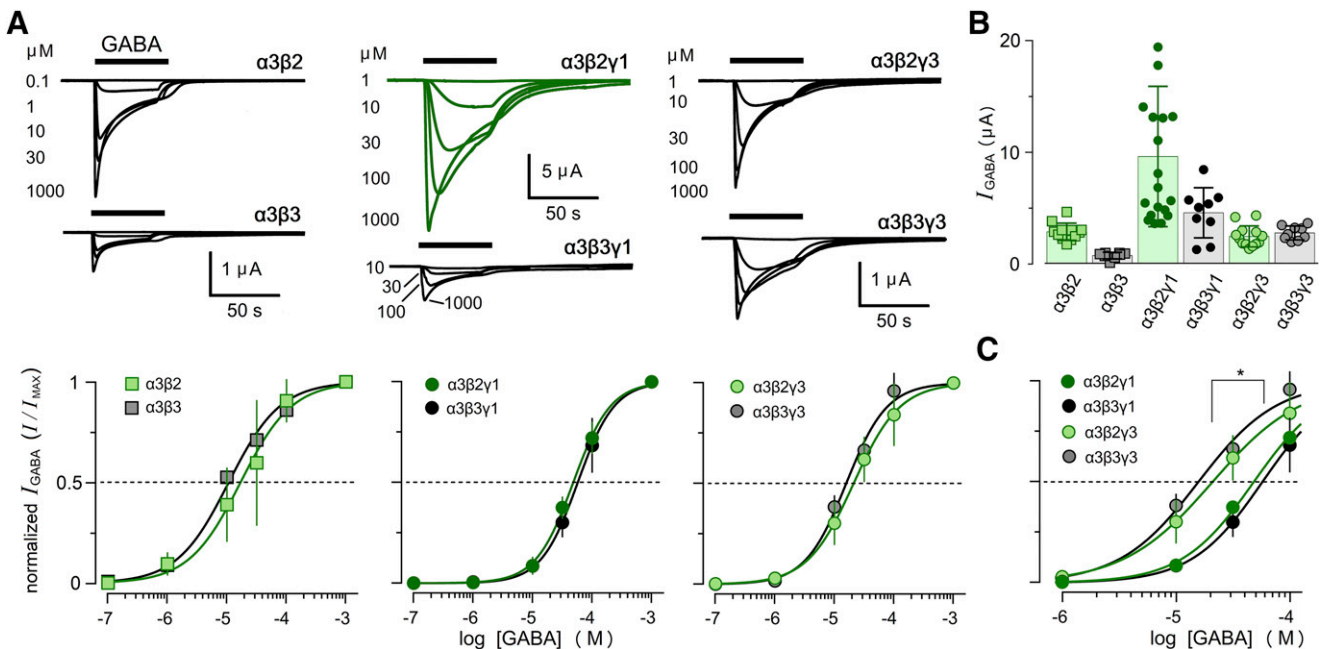 A
μM
GABA
α3β2
0.1
1
10
30
1000
α3β3
1 μA
50 s
μM
α3β2γ1
1
10
30
100
1000
5 μA
50 s
α3β3γ1
10
30
100
1000
μM
α3β2γ3
1
10
30
100
1000
α3β3γ3
1 μA
50 s
B
I GABA (μA)
20
10
0
α3β2
α3β3
α3β2γ1
α3β3γ1
α3β2γ3
α3β3γ3
normalized I GABA (I / I MAX)
1
0.5
0
α3β2
α3β3
-7 -6 -5 -4 -3
α3β2γ1
α3β3γ1
-7 -6 -5 -4 -3
log [GABA] (M)
α3β2γ3
α3β3γ3
-7 -6 -5 -4 -3
C
*
α3β2γ1
α3β3γ1
α3β2γ3
α3β3γ3
-6 -5 -4
log [GABA] (M)